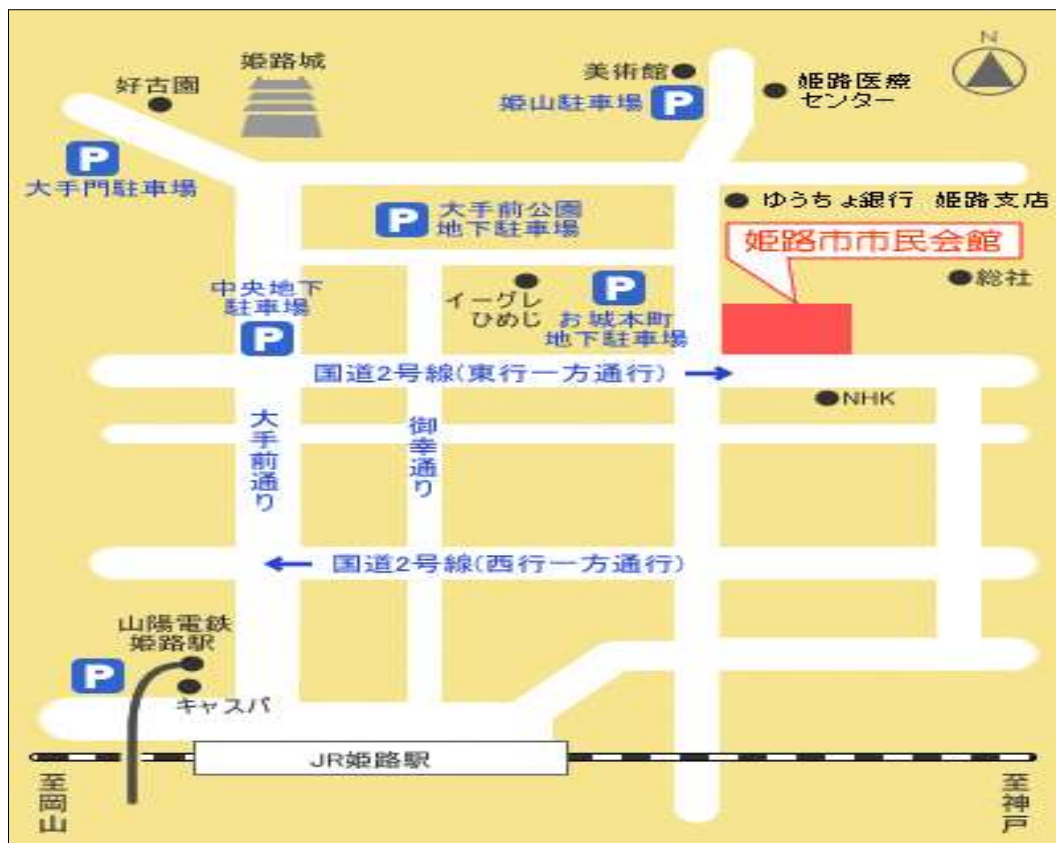 N
姫路城
好古園
美術館
姫山駐車場
P
姫路医療
センター
P
大手門駐車場
ゆうちょ銀行 姫路支店
P
大手前公園
地下駐車場
姫路市市民会館
総社
中央地下
駐車場
P
イーグレ
ひめじ
P
お城本町
地下駐車場
国道2号線(東行一方通行)→
NHK
大手前通り
御幸通り
←国道2号線(西行一方通行)
山陽電鉄
姫路駅
P
キャスパ
JR姫路駅
至岡山
至神戸